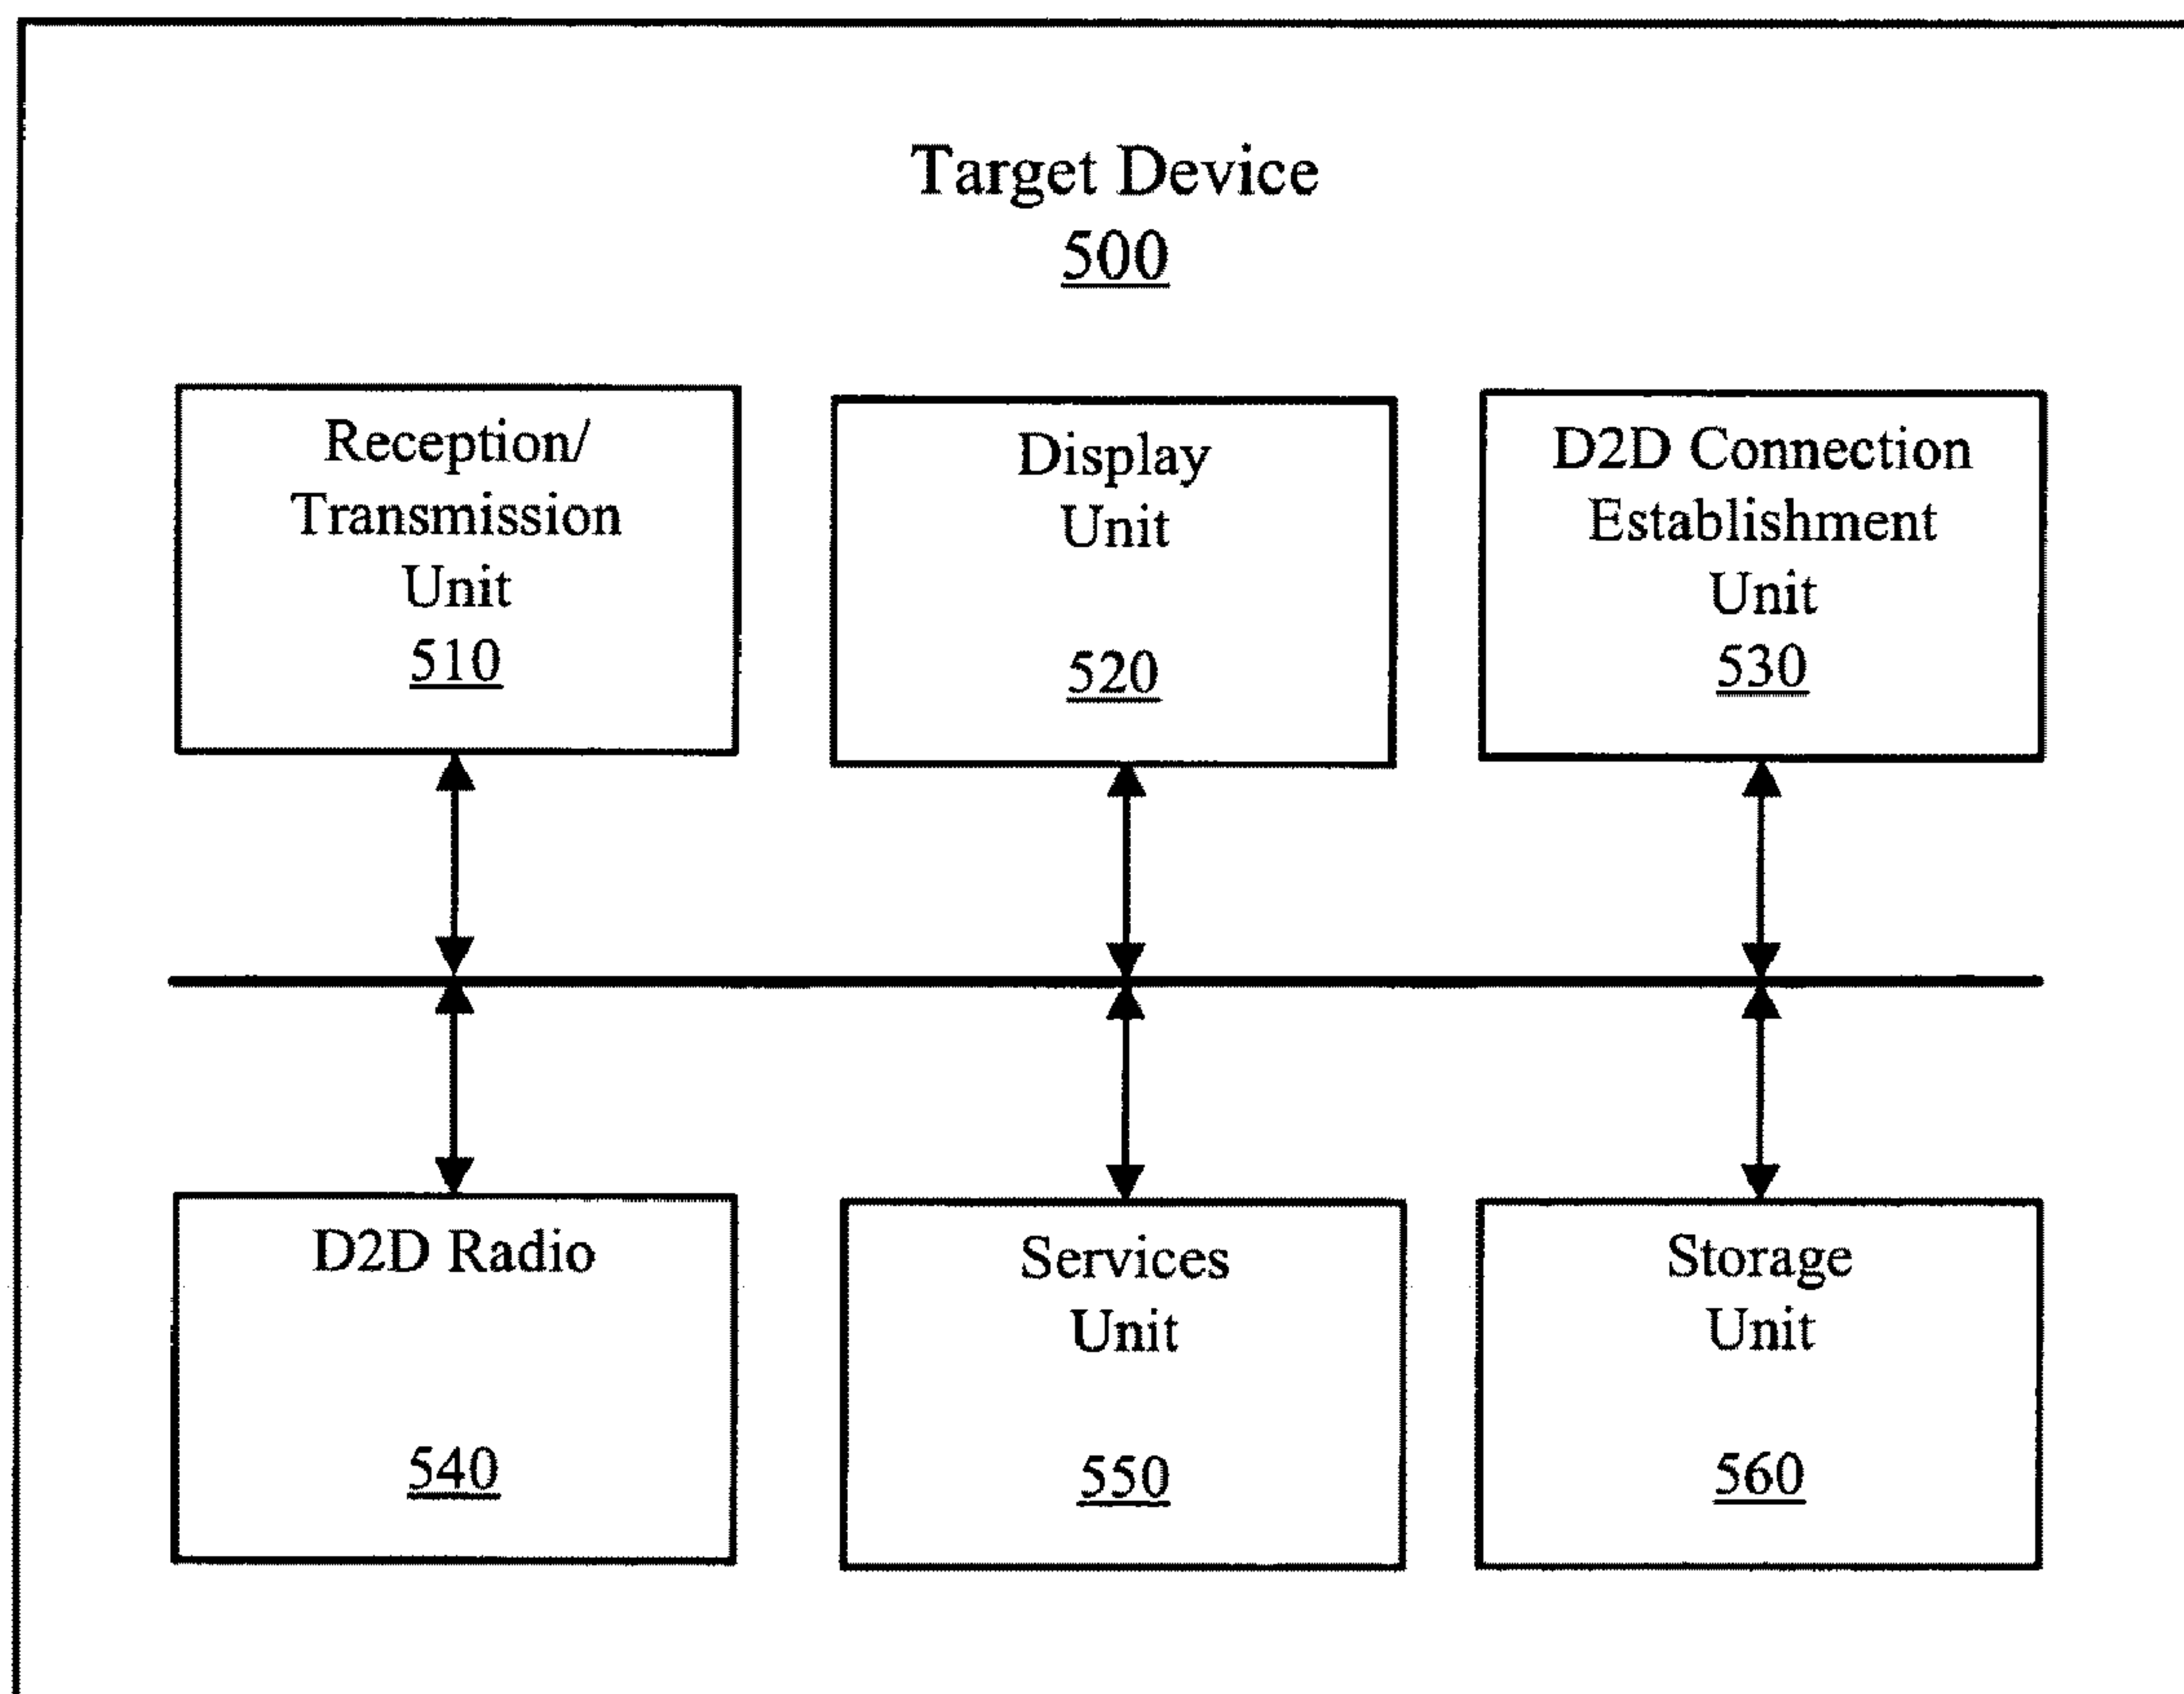 Target Device
500
Reception/
Transmission
Unit
510
Display
Unit
520
D2D Connection
Establishment
Unit
530
D2D Radio
540
Services
Unit
550
Storage
Unit
560